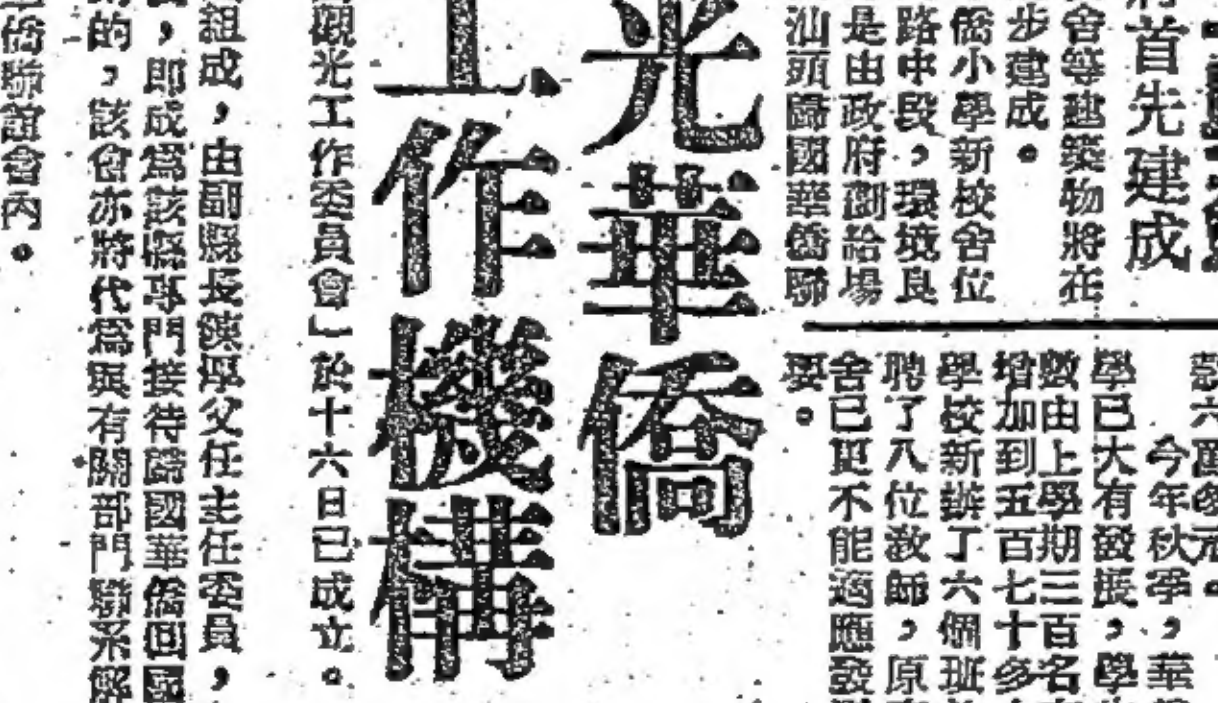 首先建成
舍等建築物將在
步建成。
僑小學新校舍位
路中段，環境良
是由政府劃給場
汕頭歸國華僑聯
今年秋季，華
學已大有發展，學
數由上學期三百名
增加到五百七十多
學校新辦了六個班
聘了八位教師，原
舍已更不能適應發
要。
光華僑
工作機構
觀光工作委員會」於十六日已成立。
組成，由副縣長陳厚父任主任委員，
，即成爲該縣專門接待歸國華僑回國
的，該會亦將代爲與有關部門聯系解
僑聯誼會內。